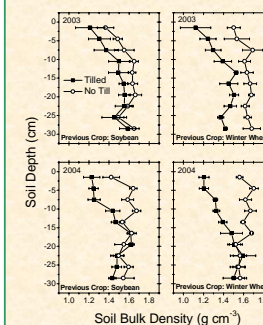 2003
2003
0
-5
-10
-15
-20
-25
-30
Tilled
No Till
Previous Crop: Soybean
Previous Crop: Winter Whe
Soil Depth (cm)
2004
2004
0
-5
-10
-15
-20
-25
-30
Previous Crop: Soybean
Previous Crop: Winter Whe
1.0 1.2 1.4 1.6 1.8 1.0 1.2 1.4 1.6 1.8
Soil Bulk Density (g cm-3)